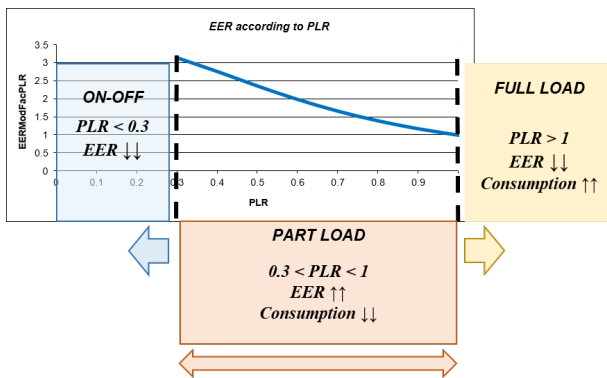 EER according to PLR
3.5
3
2.5
2
1.5
1
0.5
0
EERModFacPLR
0
0.1
0.2
0.3
0.4
0.5
0.6
0.7
0.8
0.9
PLR
ON-OFF
PLR < 0.3
EER ↓↓
FULL LOAD
PLR > 1
EER ↓↓
Consumption ↑↑
PART LOAD
0.3 < PLR < 1
EER ↑↑
Consumption ↓↓